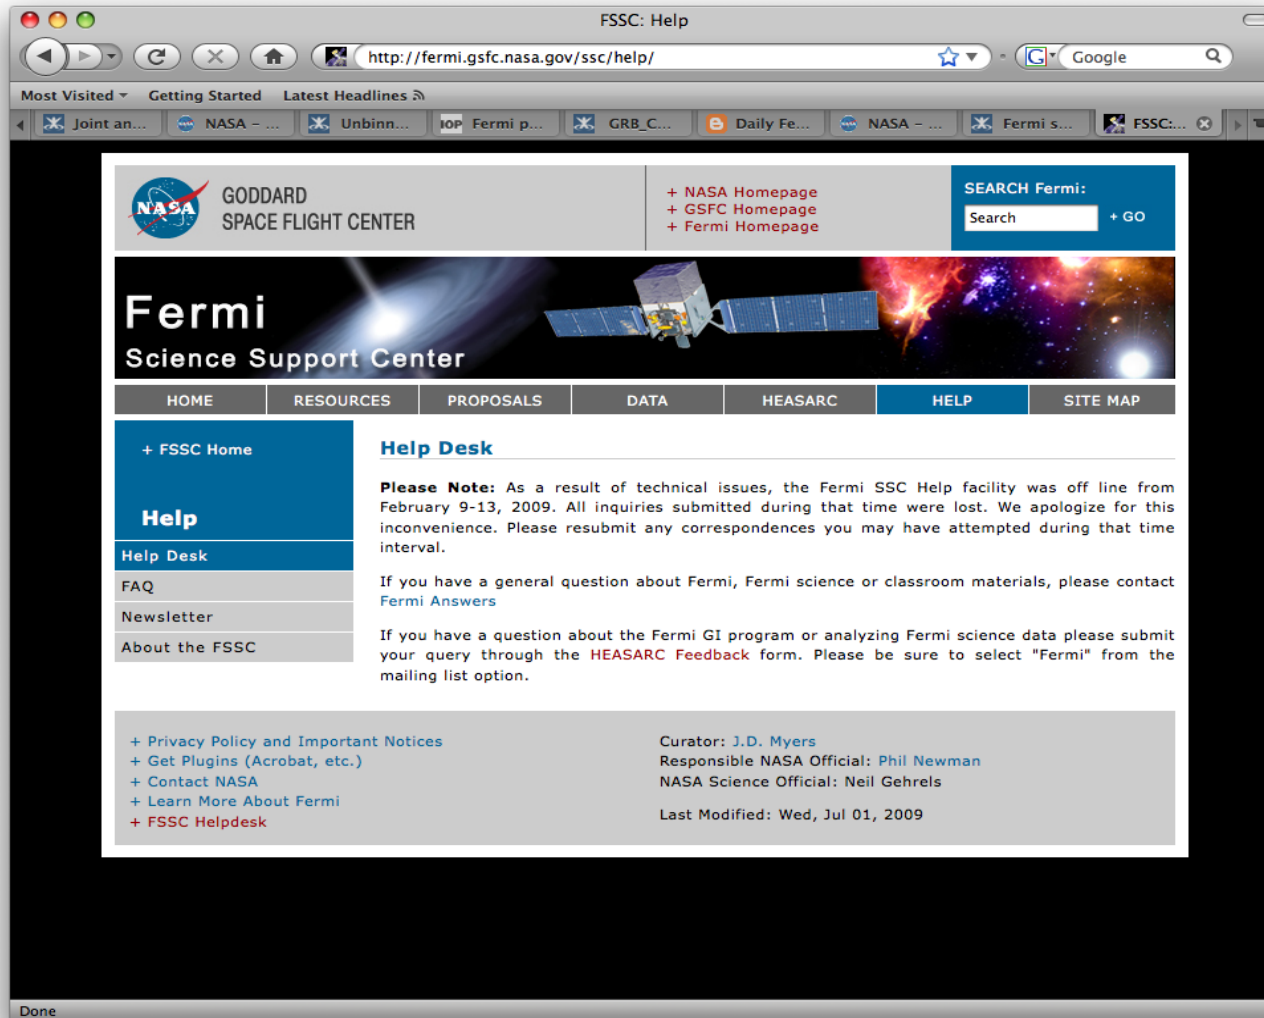 FSSC: Help
http://fermi.gsfc.nasa.gov/ssc/help/
Google
Most Visited Getting Started Latest Headlines
Joint an... NASA – ... Unbinn... IOP Fermi p... GRB_C... Daily Fe... NASA – ... Fermi s... FSSC:...
NASA
GODDARD
SPACE FLIGHT CENTER
+ NASA Homepage
+ GSFC Homepage
+ Fermi Homepage
SEARCH Fermi:
Search + GO
Fermi
Science Support Center
HOME RESOURCES PROPOSALS DATA HEASARC HELP SITE MAP
+ FSSC Home
Help
Help Desk
FAQ
Newsletter
About the FSSC
Help Desk
Please Note: As a result of technical issues, the Fermi SSC Help facility was off line from
February 9-13, 2009. All inquiries submitted during that time were lost. We apologize for this
inconvenience. Please resubmit any correspondences you may have attempted during that time
interval.
If you have a general question about Fermi, Fermi science or classroom materials, please contact
Fermi Answers
If you have a question about the Fermi GI program or analyzing Fermi science data please submit
your query through the HEASARC Feedback form. Please be sure to select "Fermi" from the
mailing list option.
+ Privacy Policy and Important Notices
+ Get Plugins (Acrobat, etc.)
+ Contact NASA
+ Learn More About Fermi
+ FSSC Helpdesk
Curator: J.D. Myers
Responsible NASA Official: Phil Newman
NASA Science Official: Neil Gehrels
Last Modified: Wed, Jul 01, 2009
Done